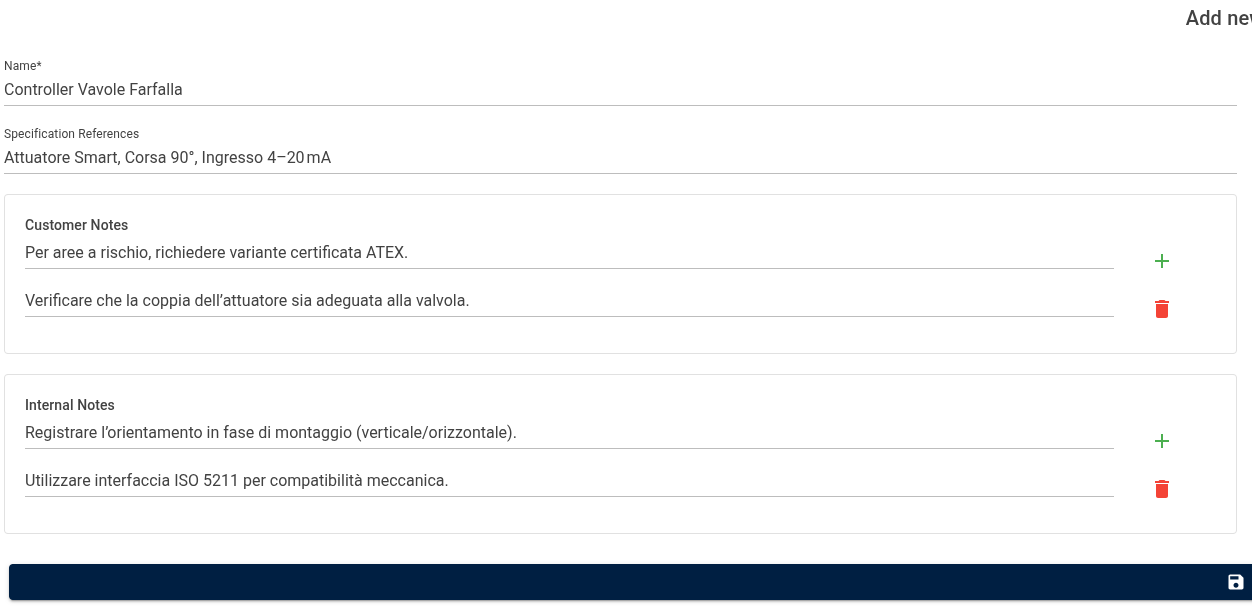 Add new
Name*
Controller Vavole Farfalla
Specification References
Attuatore Smart, Corsa 90°, Ingresso 4–20 mA
Customer Notes
Per aree a rischio, richiedere variante certificata ATEX.
Verificare che la coppia dell’attuatore sia adeguata alla valvola.
Internal Notes
Registrare l’orientamento in fase di montaggio (verticale/orizzontale).
Utilizzare interfaccia ISO 5211 per compatibilità meccanica.